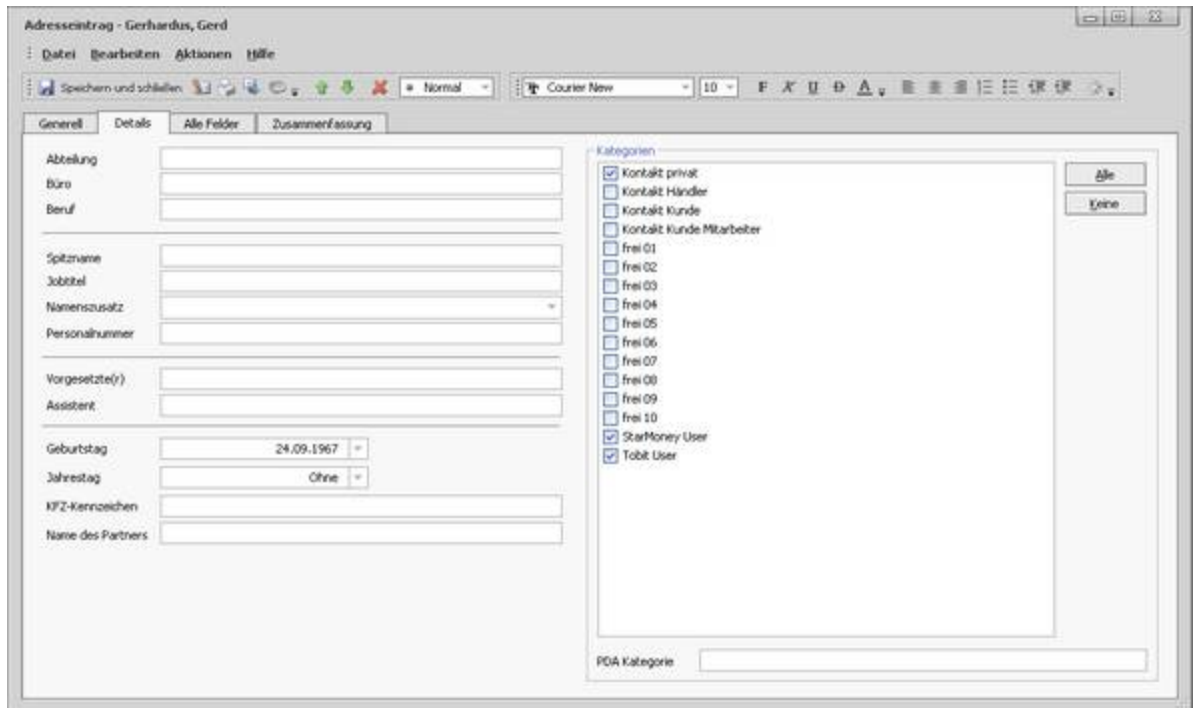 Adresseintrag - Gerhardus, Gerd
Datei Bearbeiten Aktionen Hilfe
Speichern und schließen Normal Courier New 10 F K U D A
Generell Details Alle Felder Zusammenfassung
Abteilung
Büro
Beruf
Spitzname
Jobtitel
Namenszusatz
Personalnummer
Vorgesetzte(r)
Assistent
Geburtstag 24.09.1967
Jahrestag Ohne
KFZ-Kennzeichen
Name des Partners
Kategorien
Kontakt privat
Kontakt Händler
Kontakt Kunde
Kontakt Kunde Mitarbeiter
frei 01
frei 02
frei 03
frei 04
frei 05
frei 06
frei 07
frei 08
frei 09
frei 10
StarMoney User
Tobit User
Alle
Keine
PDA Kategorie